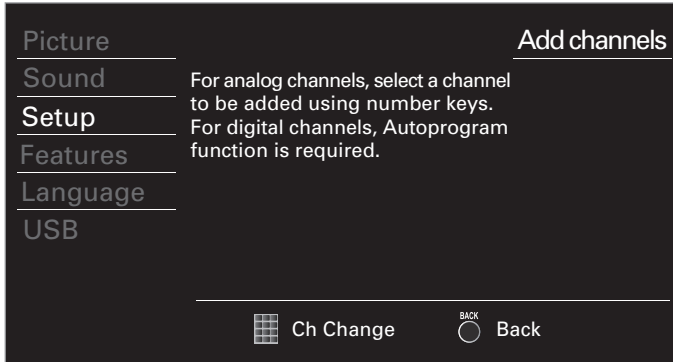 Picture
Sound
Setup
Features
Language
USB
Add channels
For analog channels, select a channel
to be added using number keys.
For digital channels, Autoprogram
function is required.
Ch Change
BACK
Back